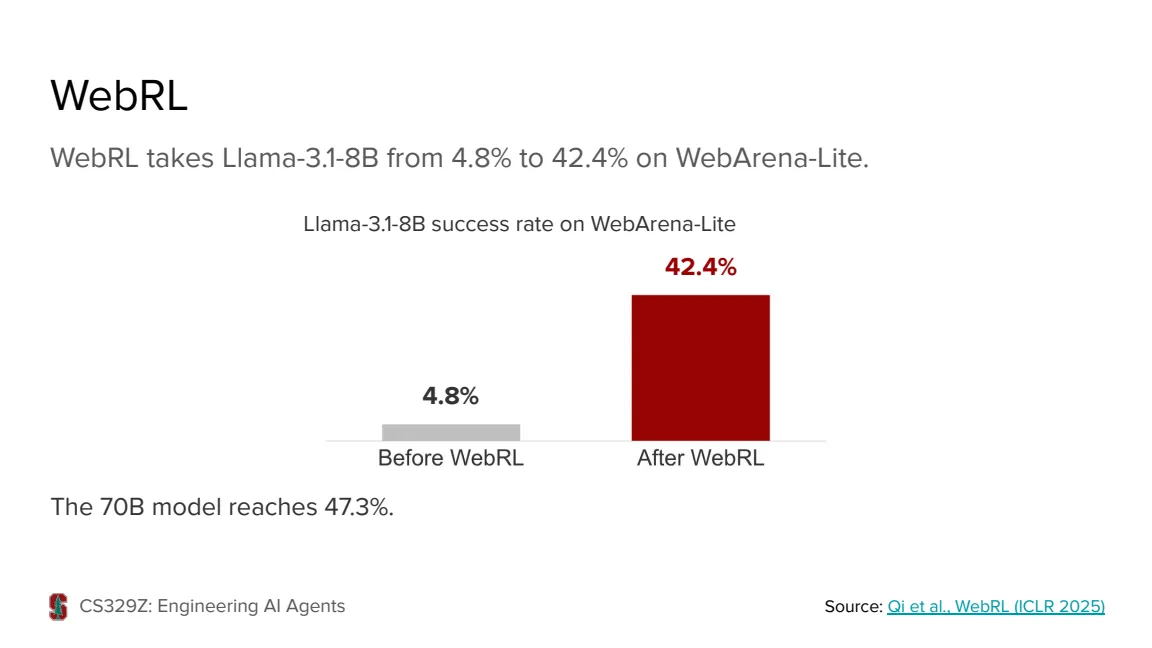 WebRL
WebRL takes Llama-3.1-8B from 4.8% to 42.4% on WebArena-Lite.
Llama-3.1-8B success rate on WebArena-Lite
42.4%
4.8%
Before WebRL
After WebRL
The 70B model reaches 47.3%.
CS329Z: Engineering AI Agents
Source: Qi et al., WebRL (ICLR 2025)